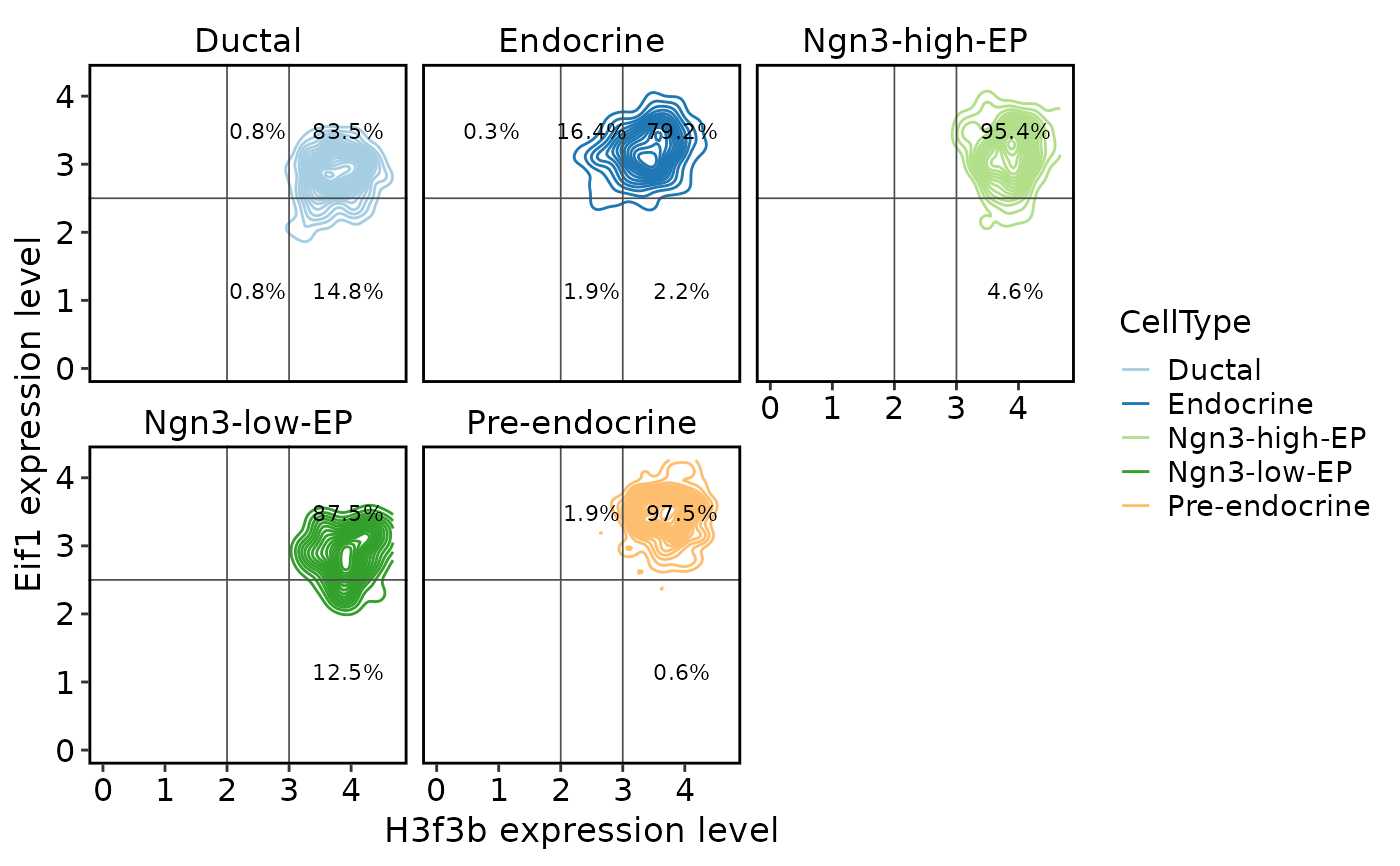 Ductal
Endocrine
Ngn3-high-EP
4
3
2
1
0
0.8% 83.5%
0.8% 14.8%
0.3% 16.4% 79.2%
1.9% 2.2%
95.4%
4.6%
0 1 2 3 4
Ngn3-low-EP
Pre-endocrine
4
3
2
1
0
87.5%
12.5%
1.9% 97.5%
0.6%
0 1 2 3 4
0 1 2 3 4
H3f3b expression level
Eif1 expression level
CellType
Ductal
Endocrine
Ngn3-high-EP
Ngn3-low-EP
Pre-endocrine